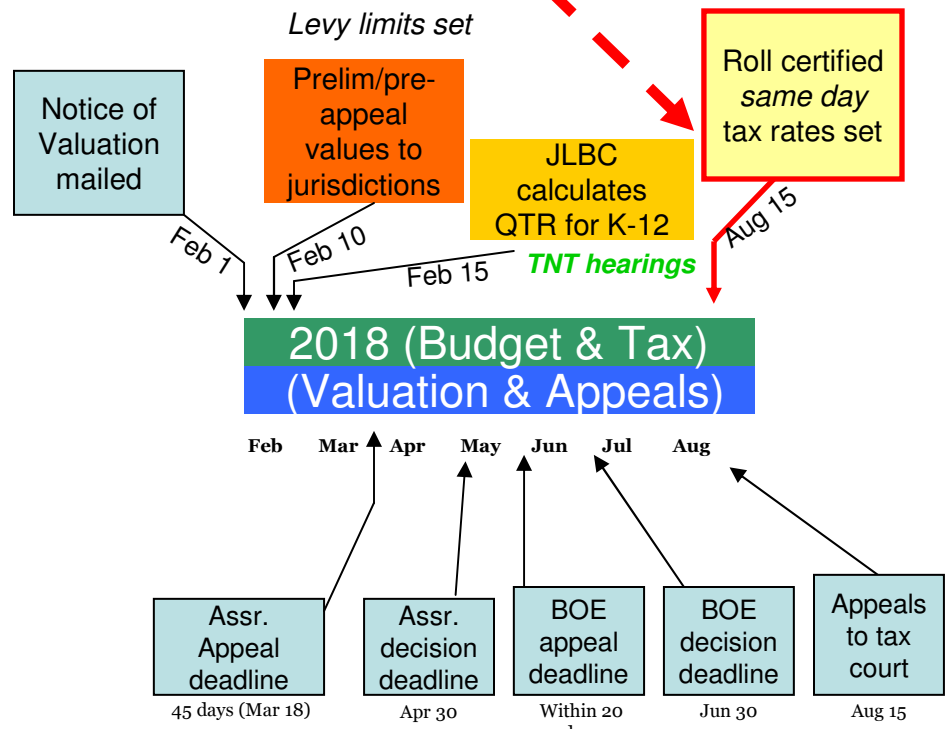 Levy limits set
Notice of
Valuation
mailed
Prelim/pre-
appeal
values to
jurisdictions
JLBC
calculates
QTR for K-12
Roll certified
same day
tax rates set
Feb 1
Feb 10
Feb 15
TNT hearings
Aug 15
2018 (Budget & Tax)
(Valuation & Appeals)
Feb Mar Apr May Jun Jul Aug
Assr.
Appeal
deadline
45 days (Mar 18)
Assr.
decision
deadline
Apr 30
BOE
appeal
deadline
Within 20
BOE
decision
deadline
Jun 30
Appeals
to tax
court
Aug 15